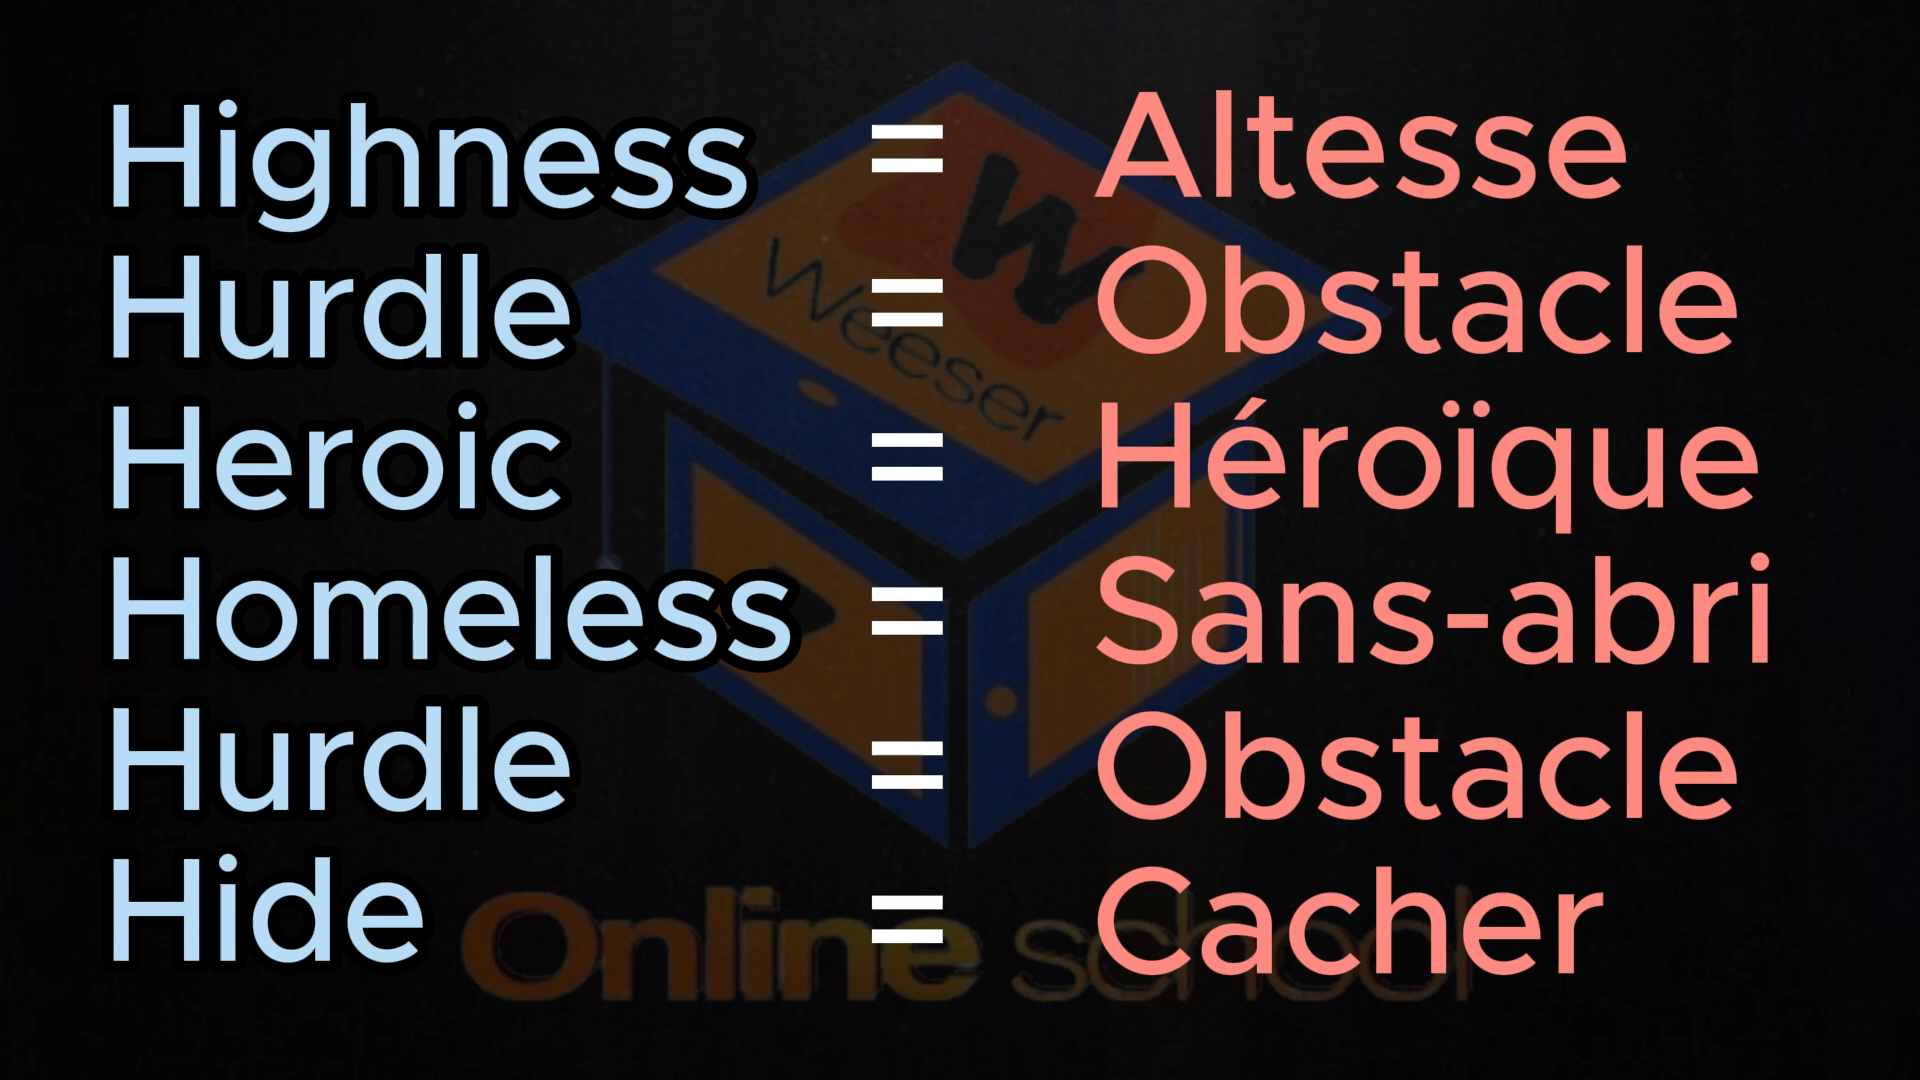 Highness = Altesse
Hurdle = Obstacle
Heroic = Héroïque
Homeless = Sans-abri
Hurdle = Obstacle
Hide = Cacher
W
Weeser
Online school